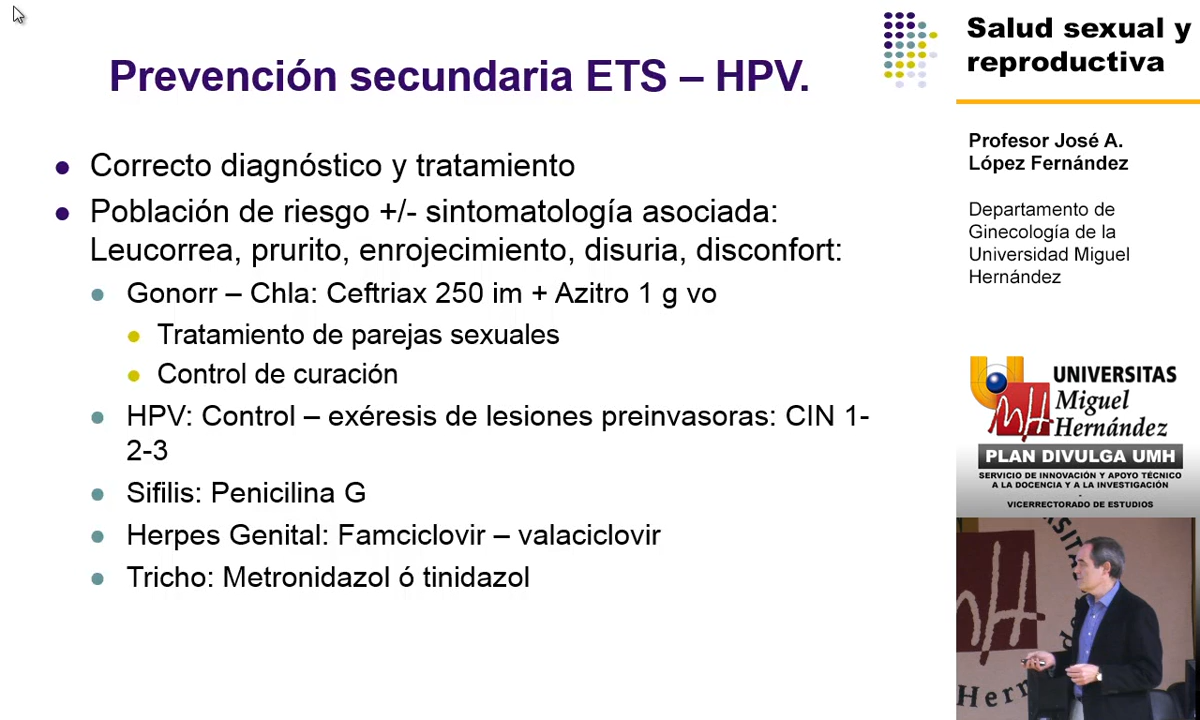 Prevención secundaria ETS – HPV.
Correcto diagnóstico y tratamiento
Población de riesgo +/- sintomatología asociada:
Leucorrea, prurito, enrojecimiento, disuria, disconfort:
Gonorr – Chla: Ceftriax 250 im + Azitro 1 g vo
Tratamiento de parejas sexuales
Control de curación
HPV: Control – exéresis de lesiones preinvasoras: CIN 1-
2-3
Sifilis: Penicilina G
Herpes Genital: Famciclovir – valaciclovir
Tricho: Metronidazol ó tinidazol
Salud sexual y
reproductiva
Profesor José A.
López Fernández
Departamento de
Ginecología de la
Universidad Miguel
Hernández
UNIVERSITAS
Miguel
Hernández
PLAN DIVULGA UMH
SERVICIO DE INNOVACIÓN Y APOYO TÉCNICO
A LA DOCENCIA Y A LA INVESTIGACIÓN
-
VICERRECTORADO DE ESTUDIOS